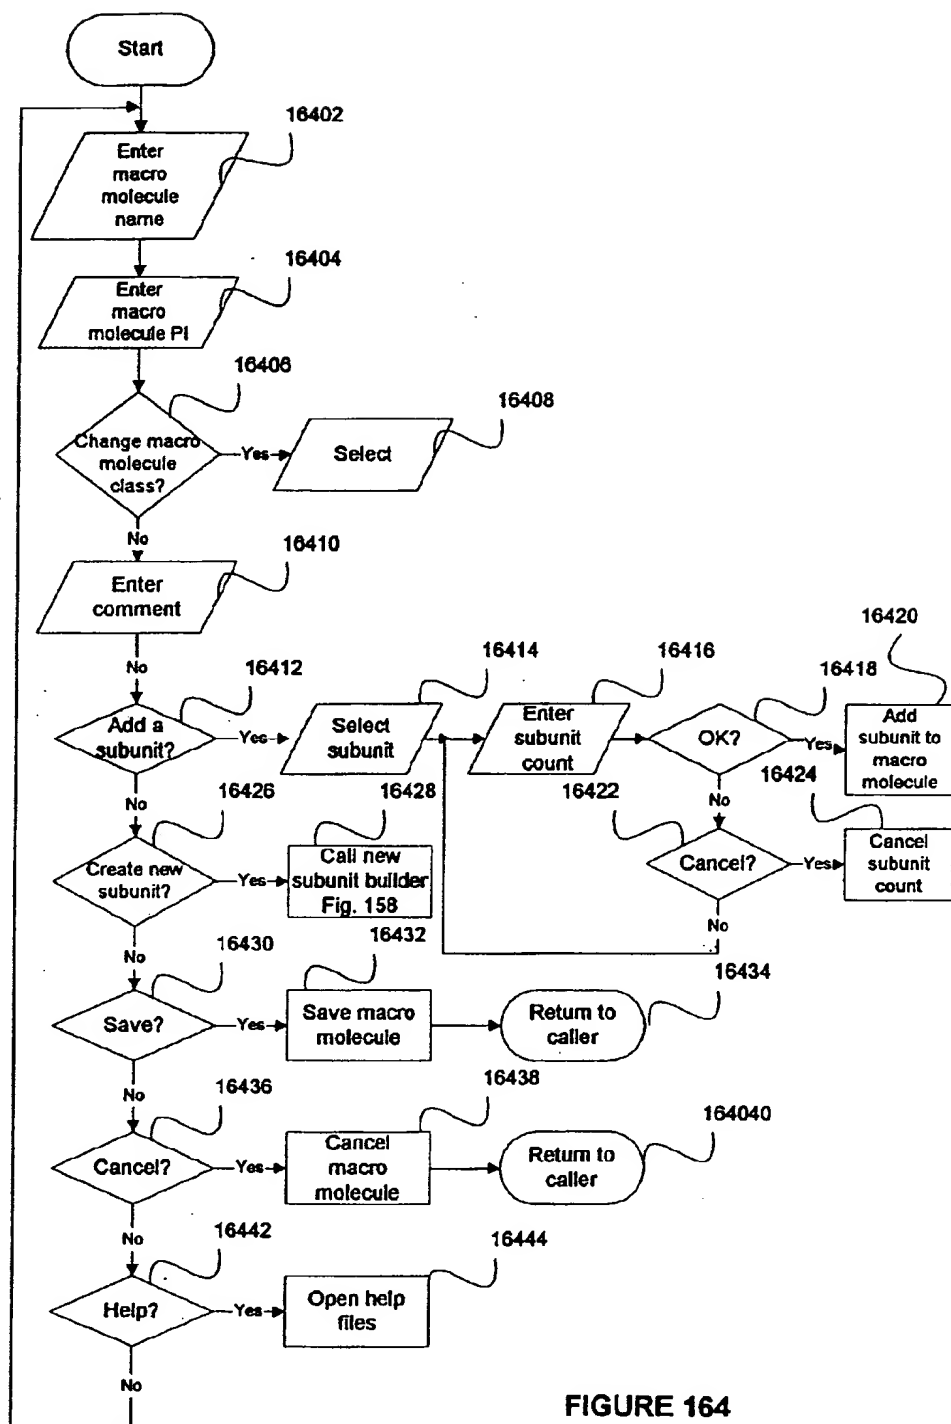 Start
16402
Enter
macro
molecule
name
16404
Enter
macro
molecule PI
16406
Change macro
molecule
class?
Yes
16408
Select
No
16410
Enter
comment
No
16412
Add a
subunit?
Yes
16414
Select
subunit
16416
Enter
subunit
count
16418
OK?
Yes
16420
Add
subunit to
macro
molecule
No
16422
Cancel?
Yes
16424
Cancel
subunit
count
No
No
16426
Create new
subunit?
Yes
16428
Call new
subunit builder
Fig. 158
No
16430
Save?
Yes
16432
Save macro
molecule
16434
Return to
caller
No
16436
Cancel?
Yes
16438
Cancel
macro
molecule
164040
Return to
caller
No
16442
Help?
Yes
16444
Open help
files
No
FIGURE 164